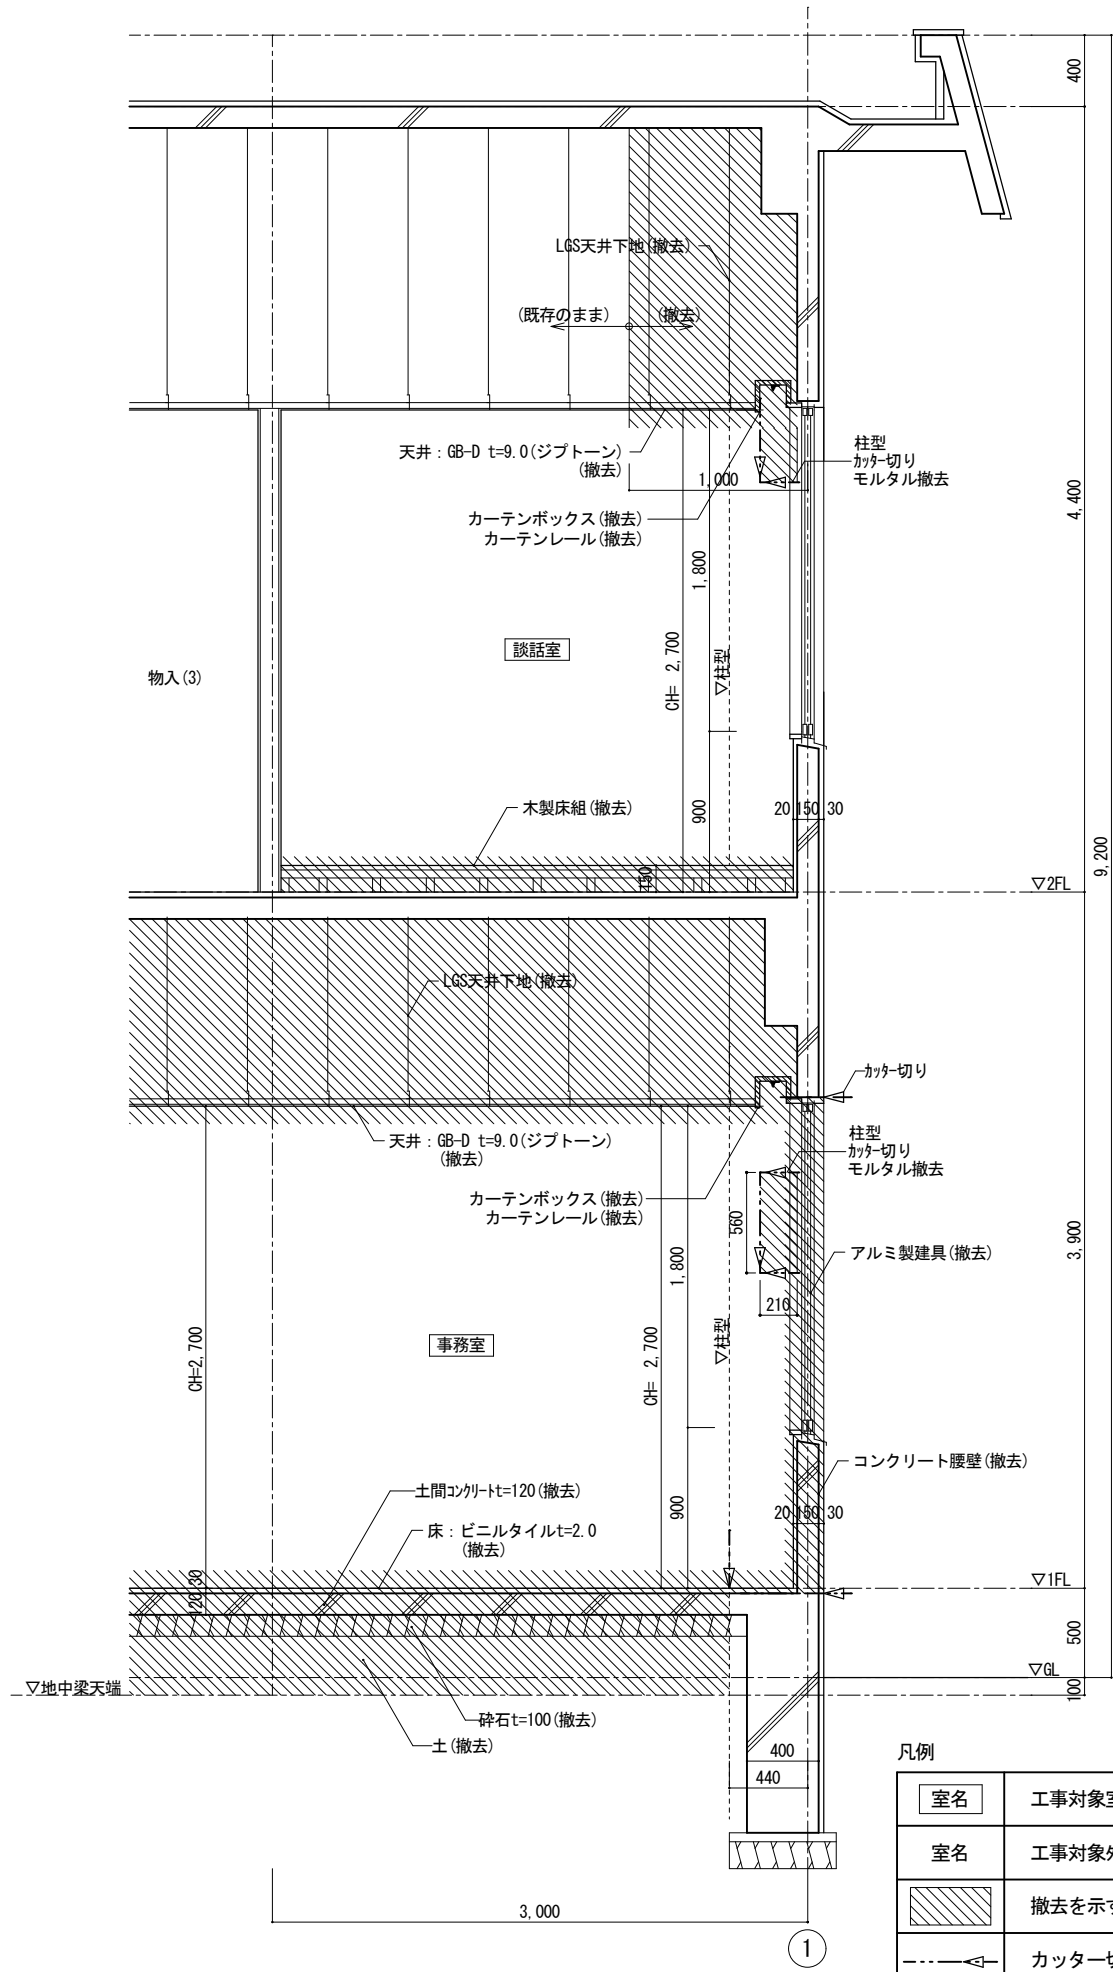 400
LGS天井下地(撤去)
(既存のまま)
(撤去)
天井：GB-D t=9.0(ジプトーン)
(撤去)
柱型
ｶｯﾀｰ切り
モルタル撤去
1,000
4,400
カーテンボックス(撤去)
カーテンレール(撤去)
1,800
談話室
CH= 2,700
▽柱型
物入(3)
木製床組(撤去)
900
20 150 30
9,200
150
▽2FL
LGS天井下地(撤去)
ｶｯﾀｰ切り
天井：GB-D t=9.0(ジプトーン)
(撤去)
柱型
ｶｯﾀｰ切り
モルタル撤去
カーテンボックス(撤去)
カーテンレール(撤去)
560
3,900
アルミ製建具(撤去)
1,800
210
事務室
CH=2,700
CH= 2,700
▽柱型
コンクリート腰壁(撤去)
土間ｺﾝｸﾘｰﾄt=120(撤去)
900
20 150 30
床：ビニルタイルt=2.0
(撤去)
120 30
▽1FL
500
▽GL
▽地中梁天端
100
砕石t=100(撤去)
土(撤去)
400
440
凡例
室名
工事対象
室名
工事対象
撤去を示
3,000
1
カッター